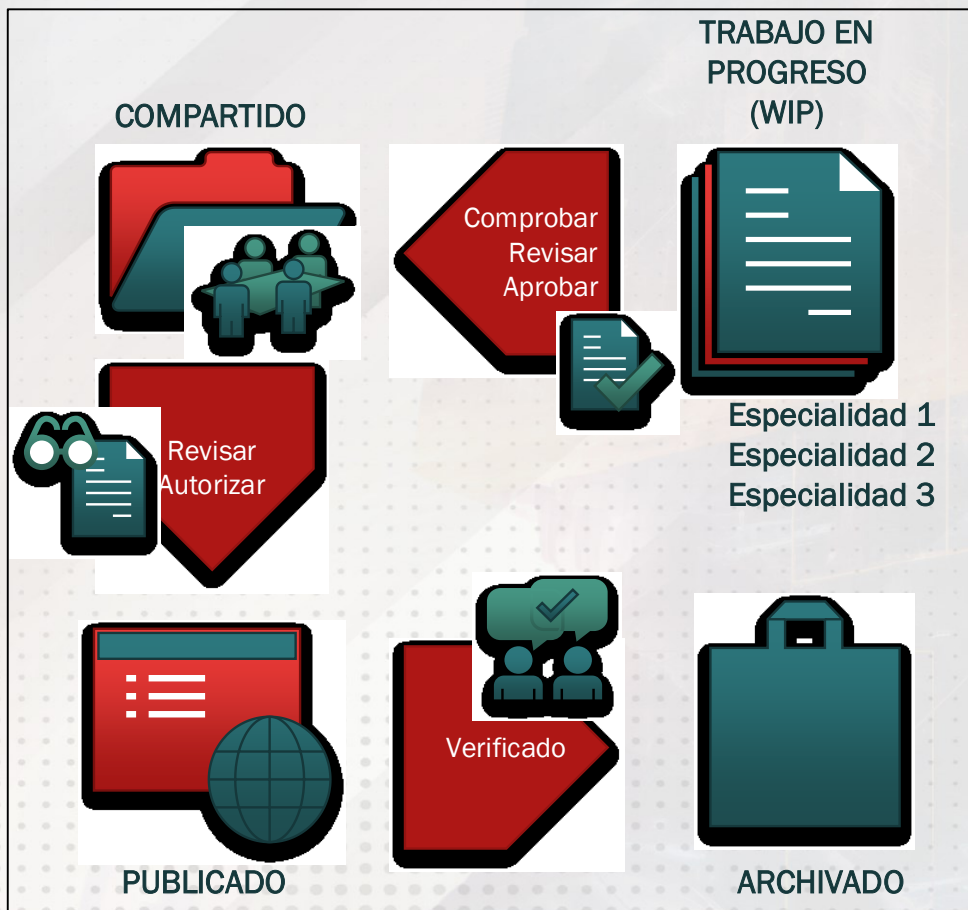 TRABAJO EN
PROGRESO
(WIP)
COMPARTIDO
Comprobar
Revisar
Aprobar
Especialidad 1
Especialidad 2
Especialidad 3
Revisar
Autorizar
Verificado
PUBLICADO
ARCHIVADO